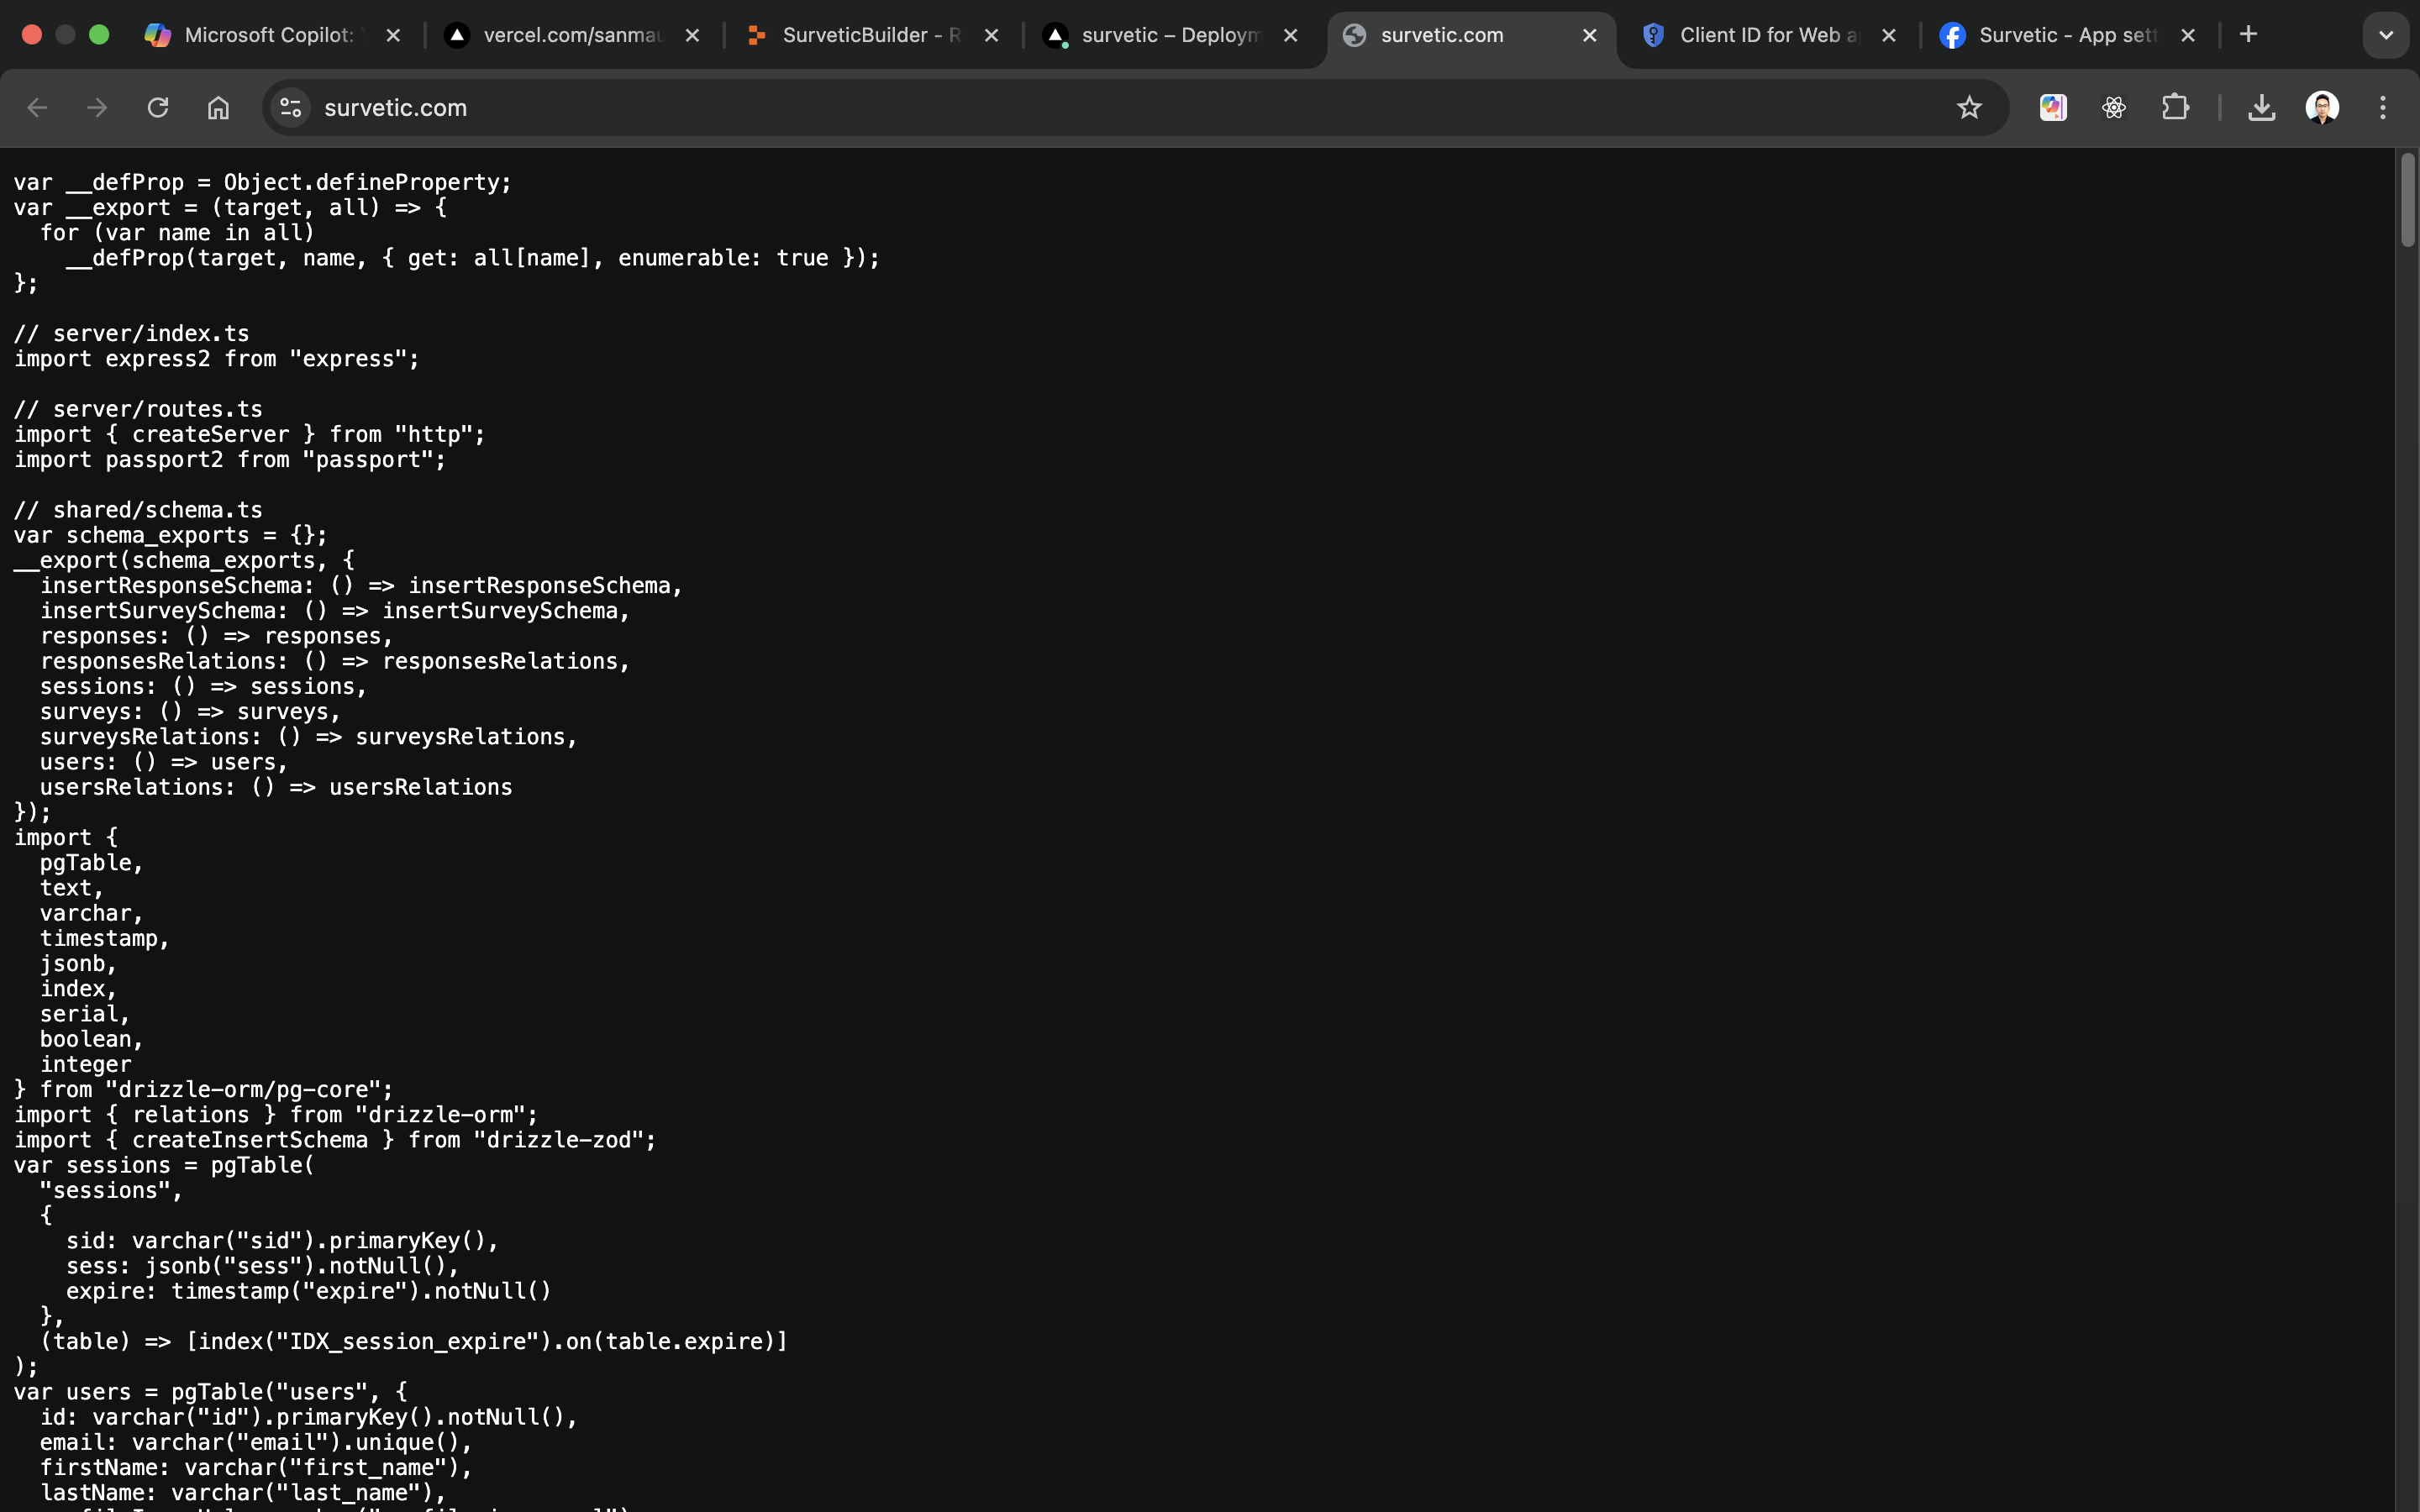 Microsoft Copilot:
vercel.com/sanmau
SurveticBuilder - R
survetic – Deploym
survetic.com
Client ID for Web a
Survetic - App sett
survetic.com
var __defProp = Object.defineProperty;
var __export = (target, all) => {
  for (var name in all)
    __defProp(target, name, { get: all[name], enumerable: true });
};
// server/index.ts
import express2 from "express";
// server/routes.ts
import { createServer } from "http";
import passport2 from "passport";
// shared/schema.ts
var schema_exports = {};
__export(schema_exports, {
  insertResponseSchema: () => insertResponseSchema,
  insertSurveySchema: () => insertSurveySchema,
  responses: () => responses,
  responsesRelations: () => responsesRelations,
  sessions: () => sessions,
  surveys: () => surveys,
  surveysRelations: () => surveysRelations,
  users: () => users,
  usersRelations: () => usersRelations
});
import {
  pgTable,
  text,
  varchar,
  timestamp,
  jsonb,
  index,
  serial,
  boolean,
  integer
} from "drizzle-orm/pg-core";
import { relations } from "drizzle-orm";
import { createInsertSchema } from "drizzle-zod";
var sessions = pgTable(
  "sessions",
  {
    sid: varchar("sid").primaryKey(),
    sess: jsonb("sess").notNull(),
    expire: timestamp("expire").notNull()
  },
  (table) => [index("IDX_session_expire").on(table.expire)]
);
var users = pgTable("users", {
  id: varchar("id").primaryKey().notNull(),
  email: varchar("email").unique(),
  firstName: varchar("first_name"),
  lastName: varchar("last_name"),